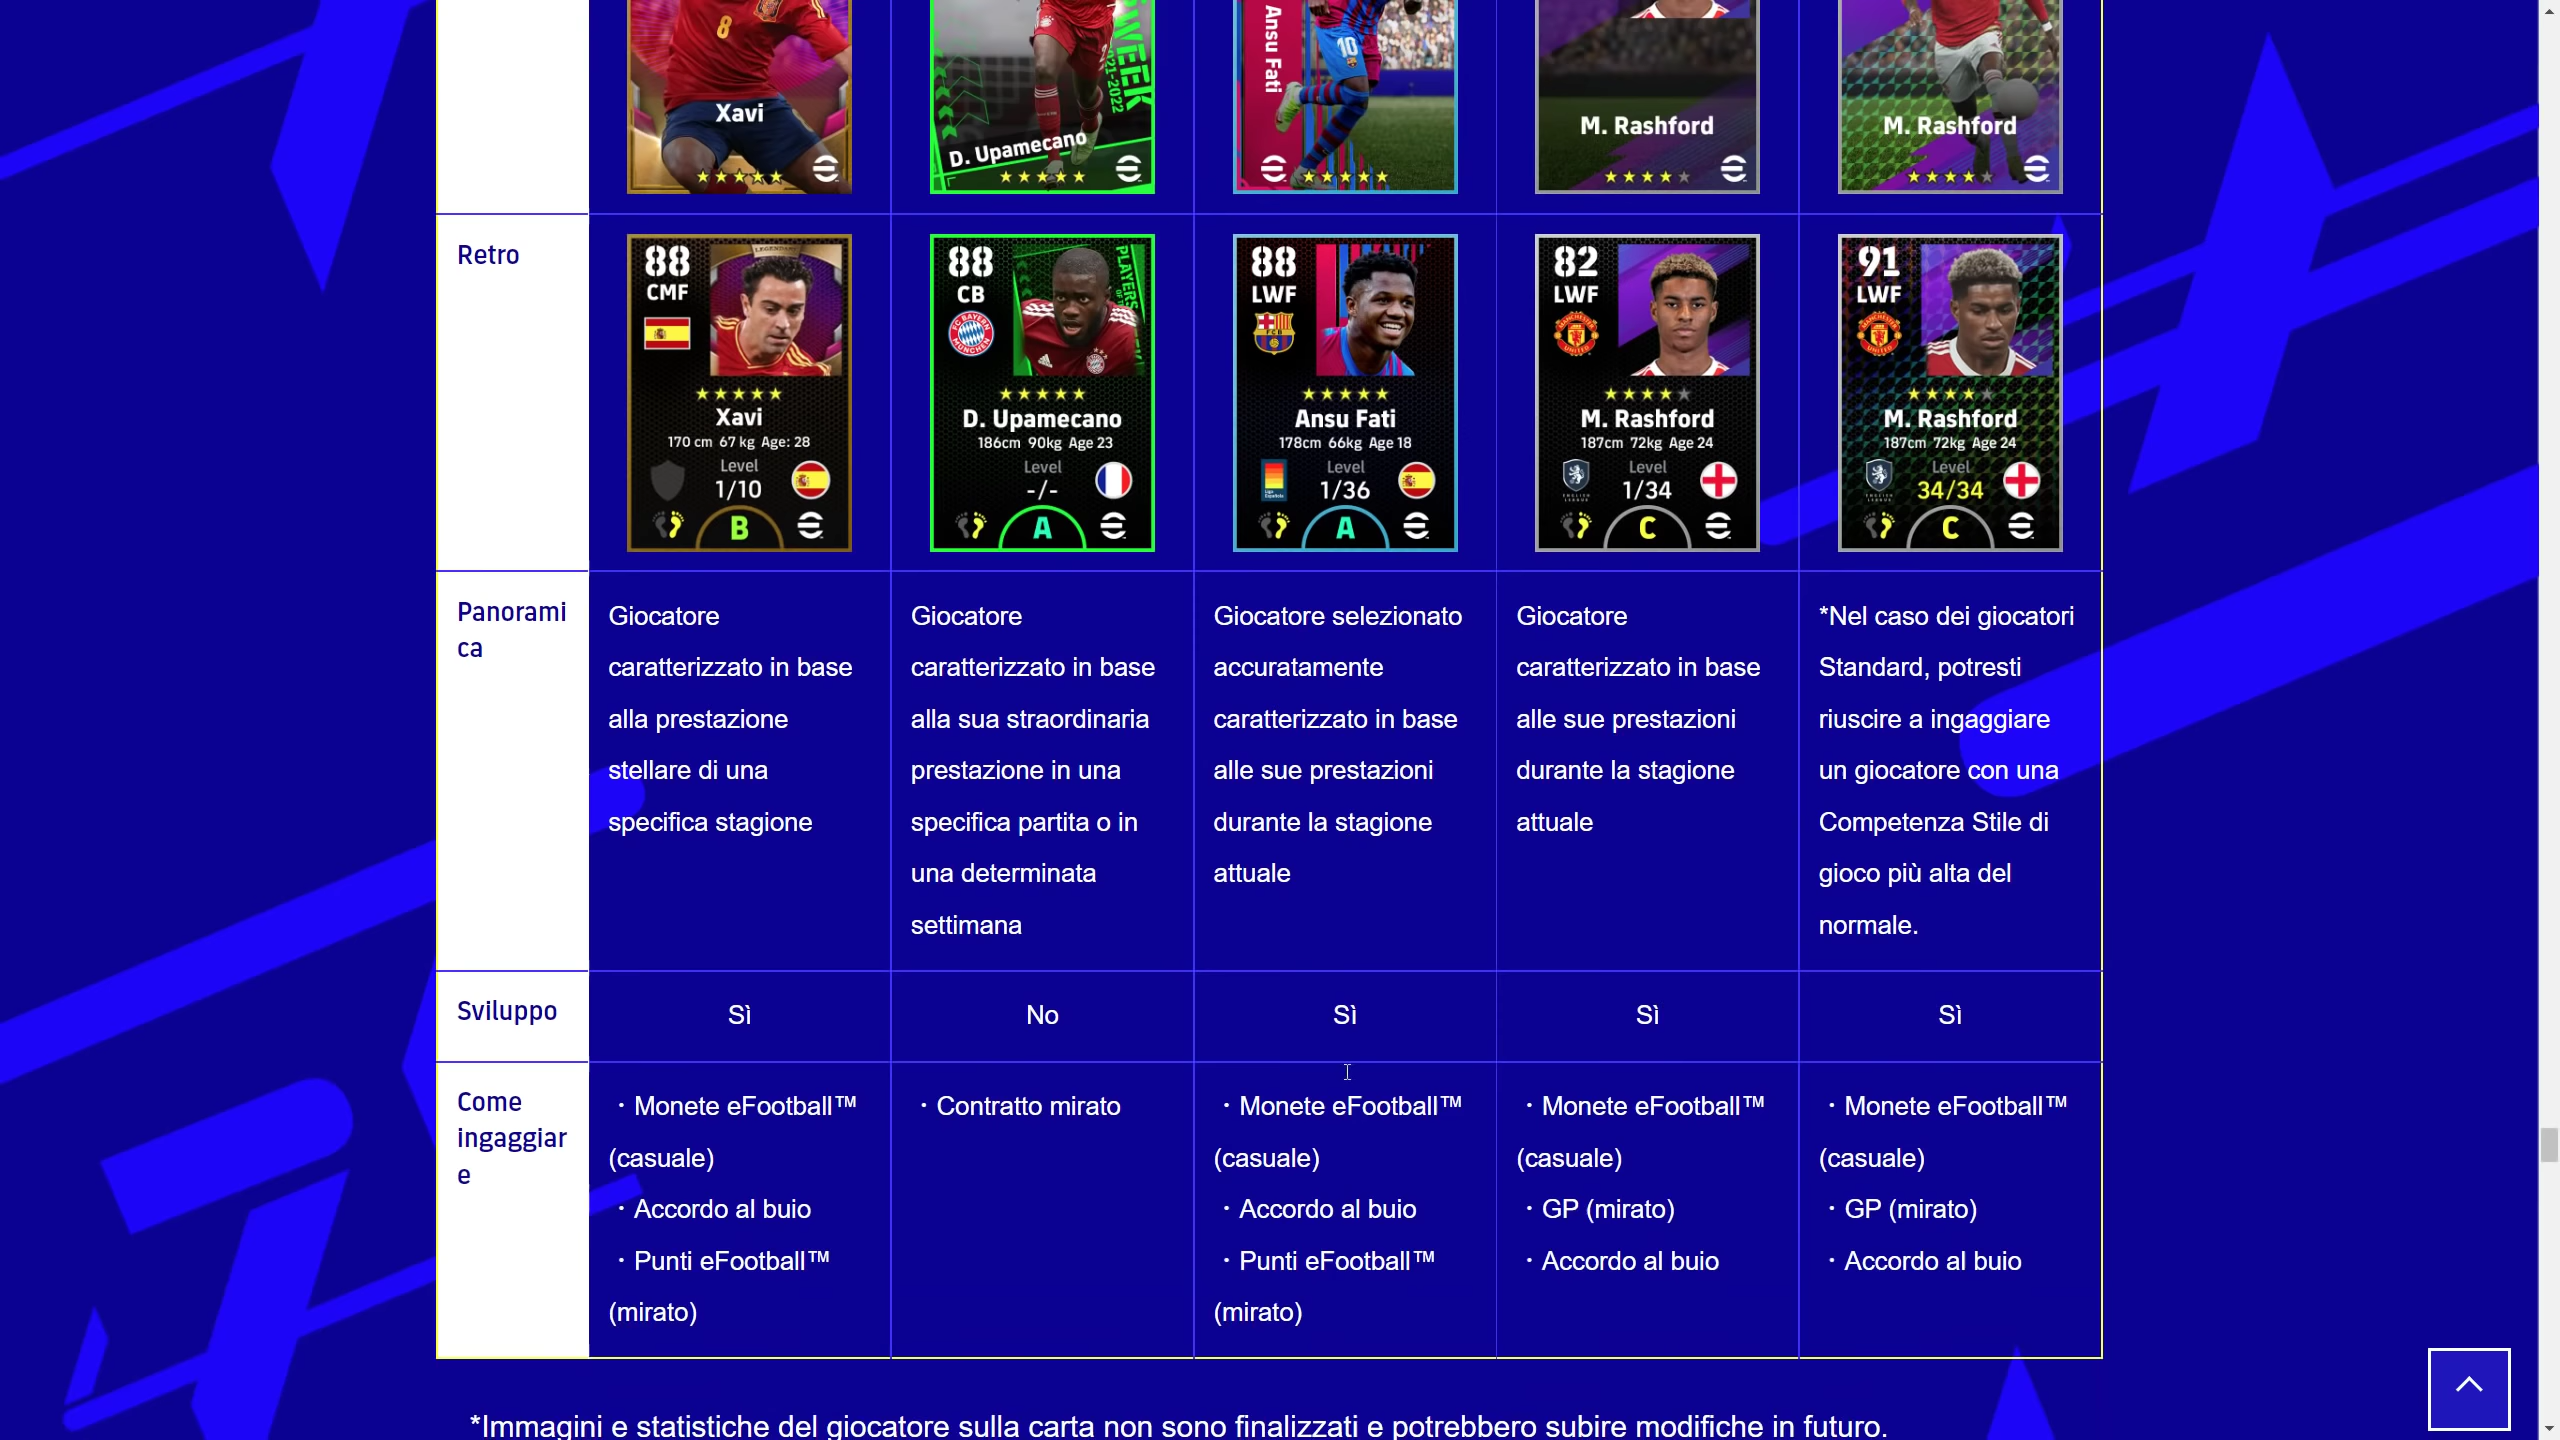 8
Xavi
WEEK
2021-2022
D. Upamecano
Ansu Fati
10
M. Rashford
M. Rashford
Retro
88
CMF
Xavi
170 cm 67 kg Age: 28
Level
1/10
B
88
CB
PLAYERS
D. Upamecano
186cm 90kg Age 23
Level
-/-
A
88
LWF
Ansu Fati
178cm 66kg Age 18
Level
1/36
A
82
LWF
M. Rashford
187cm 72kg Age 24
Level
1/34
C
91
LWF
M. Rashford
187cm 72kg Age 24
Level
34/34
C
Panorami
ca
Giocatore
caratterizzato in base
alla prestazione
stellare di una
specifica stagione
Giocatore
caratterizzato in base
alla sua straordinaria
prestazione in una
specifica partita o in
una determinata
settimana
Giocatore selezionato
accuratamente
caratterizzato in base
alle sue prestazioni
durante la stagione
attuale
Giocatore
caratterizzato in base
alle sue prestazioni
durante la stagione
attuale
*Nel caso dei giocatori
Standard, potresti
riuscire a ingaggiare
un giocatore con una
Competenza Stile di
gioco più alta del
normale.
Sviluppo
Sì
No
Sì
Sì
Sì
Come
ingaggiar
e
・Monete eFootball™
(casuale)
・Accordo al buio
・Punti eFootball™
(mirato)
・Contratto mirato
・Monete eFootball™
(casuale)
・Accordo al buio
・Punti eFootball™
(mirato)
・Monete eFootball™
(casuale)
・GP (mirato)
・Accordo al buio
・Monete eFootball™
(casuale)
・GP (mirato)
・Accordo al buio
*Immagini e statistiche del giocatore sulla carta non sono finalizzati e potrebbero subire modifiche in futuro.